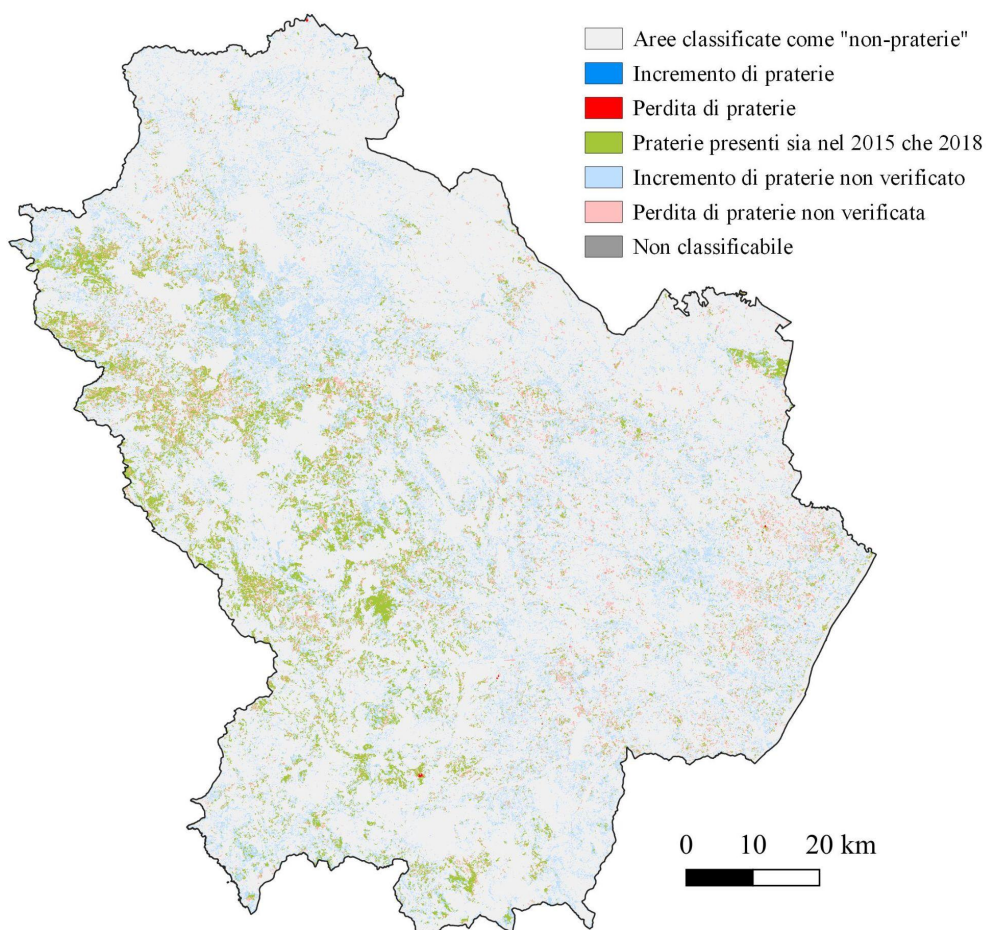 Aree classificate come "non-praterie"
Incremento di praterie
Perdita di praterie
Praterie presenti sia nel 2015 che 2018
Incremento di praterie non verificato
Perdita di praterie non verificata
Non classificabile
0 10 20 km